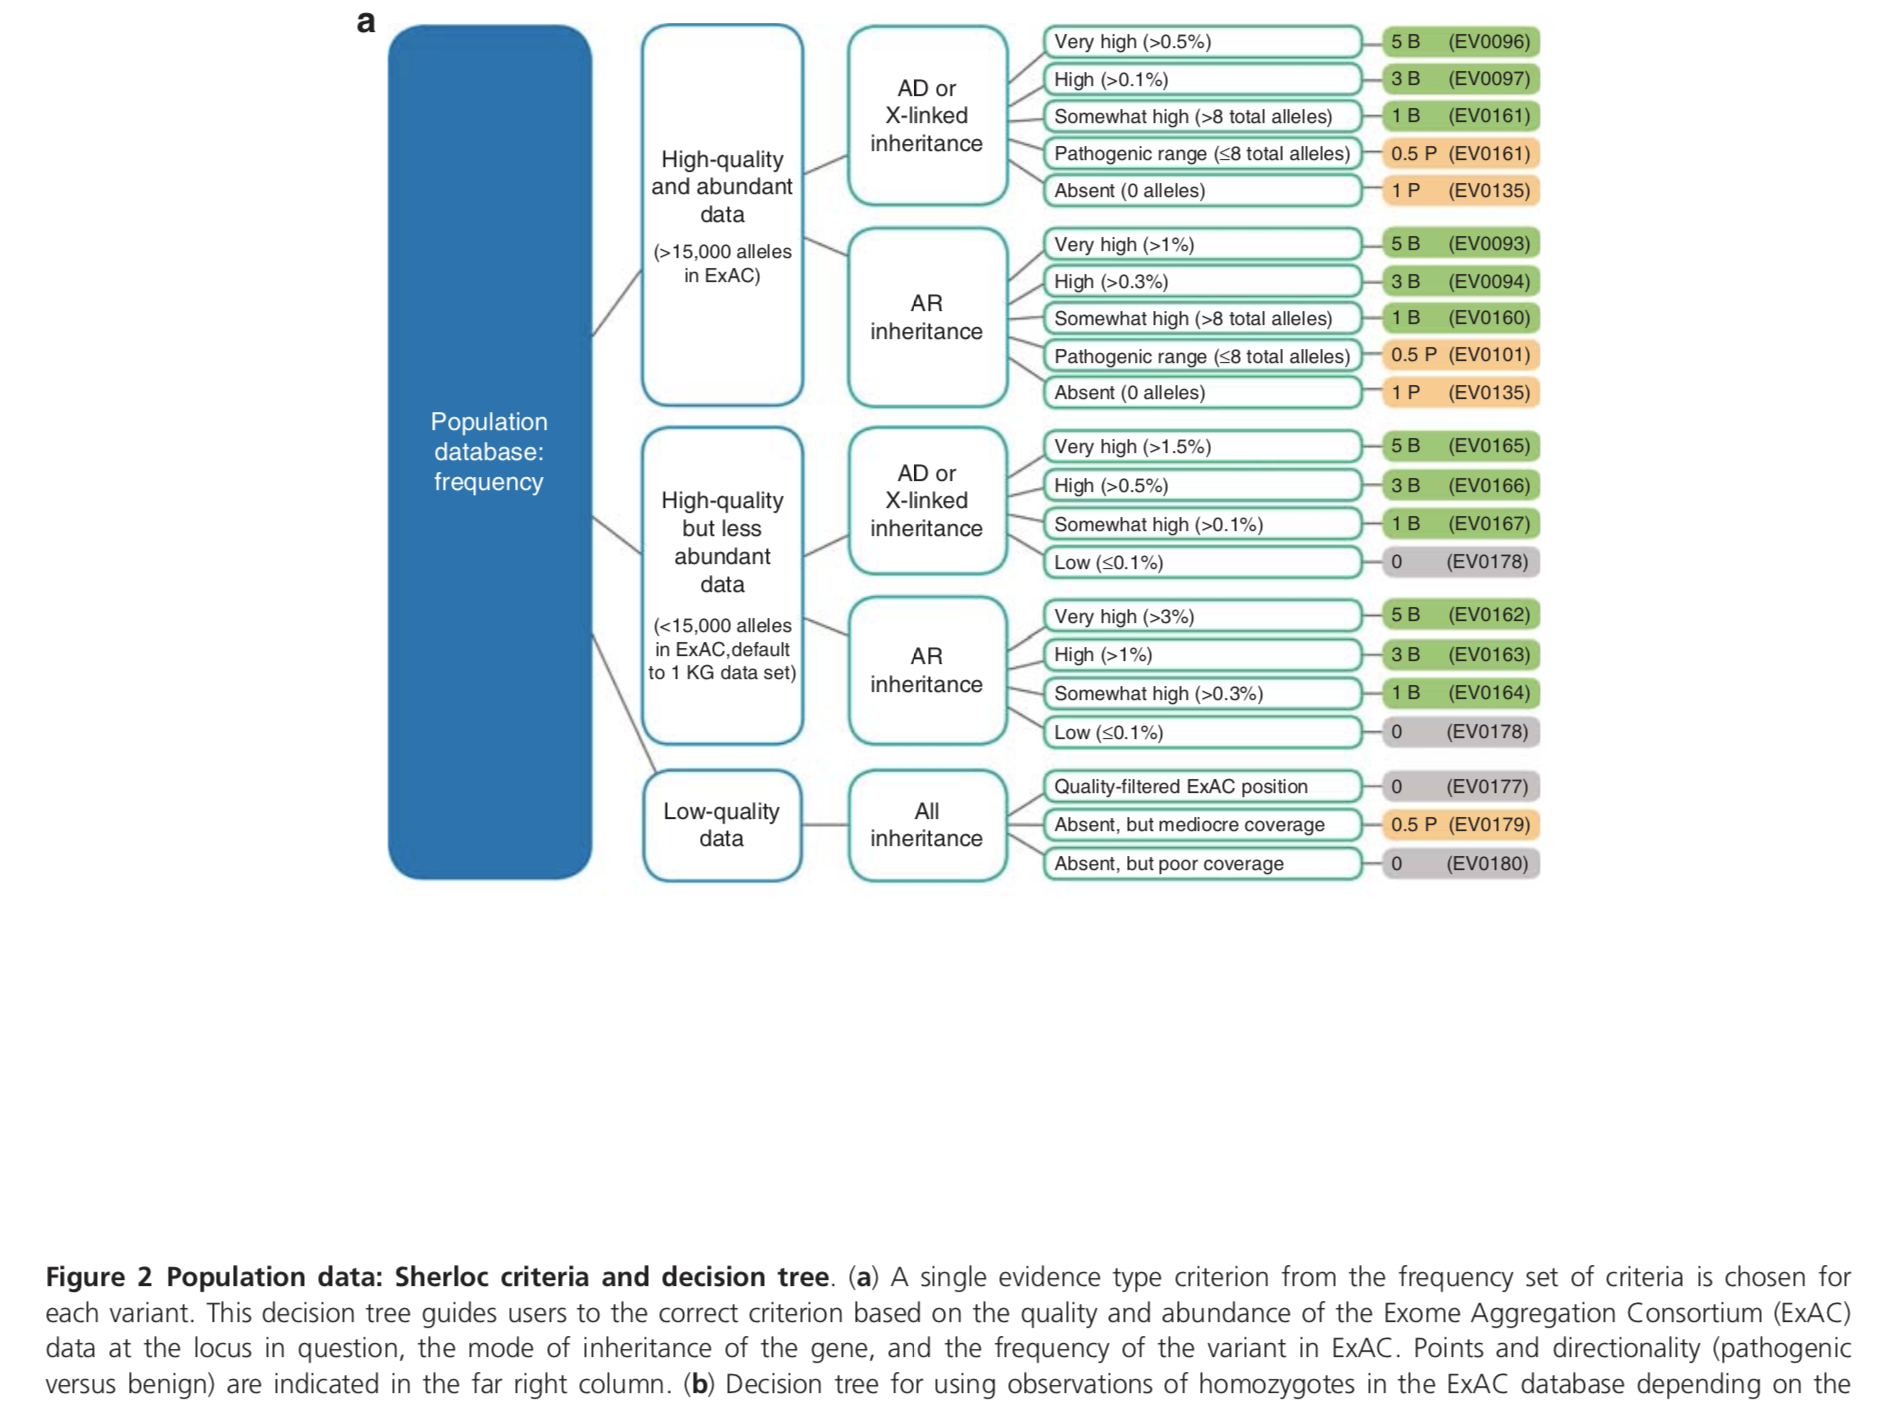 a
Population
database:
frequency
High-quality
and abundant
data
(>15,000 alleles
in ExAC)
AD or
X-linked
inheritance
Very high (>0.5%) 5 B (EV0096)
High (>0.1%) 3 B (EV0097)
Somewhat high (>8 total alleles) 1 B (EV0161)
Pathogenic range (≤8 total alleles) 0.5 P (EV0161)
Absent (0 alleles) 1 P (EV0135)
AR
inheritance
Very high (>1%) 5 B (EV0093)
High (>0.3%) 3 B (EV0094)
Somewhat high (>8 total alleles) 1 B (EV0160)
Pathogenic range (≤8 total alleles) 0.5 P (EV0101)
Absent (0 alleles) 1 P (EV0135)
High-quality
but less
abundant
data
(<15,000 alleles
in ExAC,default
to 1 KG data set)
AD or
X-linked
inheritance
Very high (>1.5%) 5 B (EV0165)
High (>0.5%) 3 B (EV0166)
Somewhat high (>0.1%) 1 B (EV0167)
Low (≤0.1%) 0 (EV0178)
AR
inheritance
Very high (>3%) 5 B (EV0162)
High (>1%) 3 B (EV0163)
Somewhat high (>0.3%) 1 B (EV0164)
Low (≤0.1%) 0 (EV0178)
Low-quality
data
All
inheritance
Quality-filtered ExAC position 0 (EV0177)
Absent, but mediocre coverage 0.5 P (EV0179)
Absent, but poor coverage 0 (EV0180)
Figure 2 Population data: Sherloc criteria and decision tree. (a) A single evidence type criterion from the frequency set of criteria is chosen for
each variant. This decision tree guides users to the correct criterion based on the quality and abundance of the Exome Aggregation Consortium (ExAC)
data at the locus in question, the mode of inheritance of the gene, and the frequency of the variant in ExAC. Points and directionality (pathogenic
versus benign) are indicated in the far right column. (b) Decision tree for using observations of homozygotes in the ExAC database depending on the